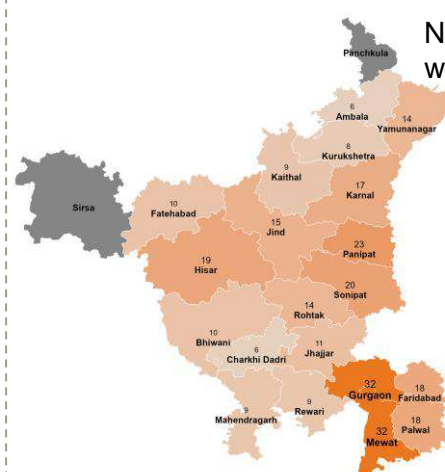 N
w
Panchkula
6
Ambala
14
Yamunanagar
8
Kurukshetra
9
Kaithal
17
Karnal
10
Fatehabad
Sirsa
15
Jind
23
Panipat
19
Hisar
20
Sonipat
14
Rohtak
10
Bhiwani
6
Charkhi Dadri
11
Jhajjar
32
Gurgaon
18
Faridabad
9
Mahendragarh
9
Rewari
32
Mewat
18
Palwal